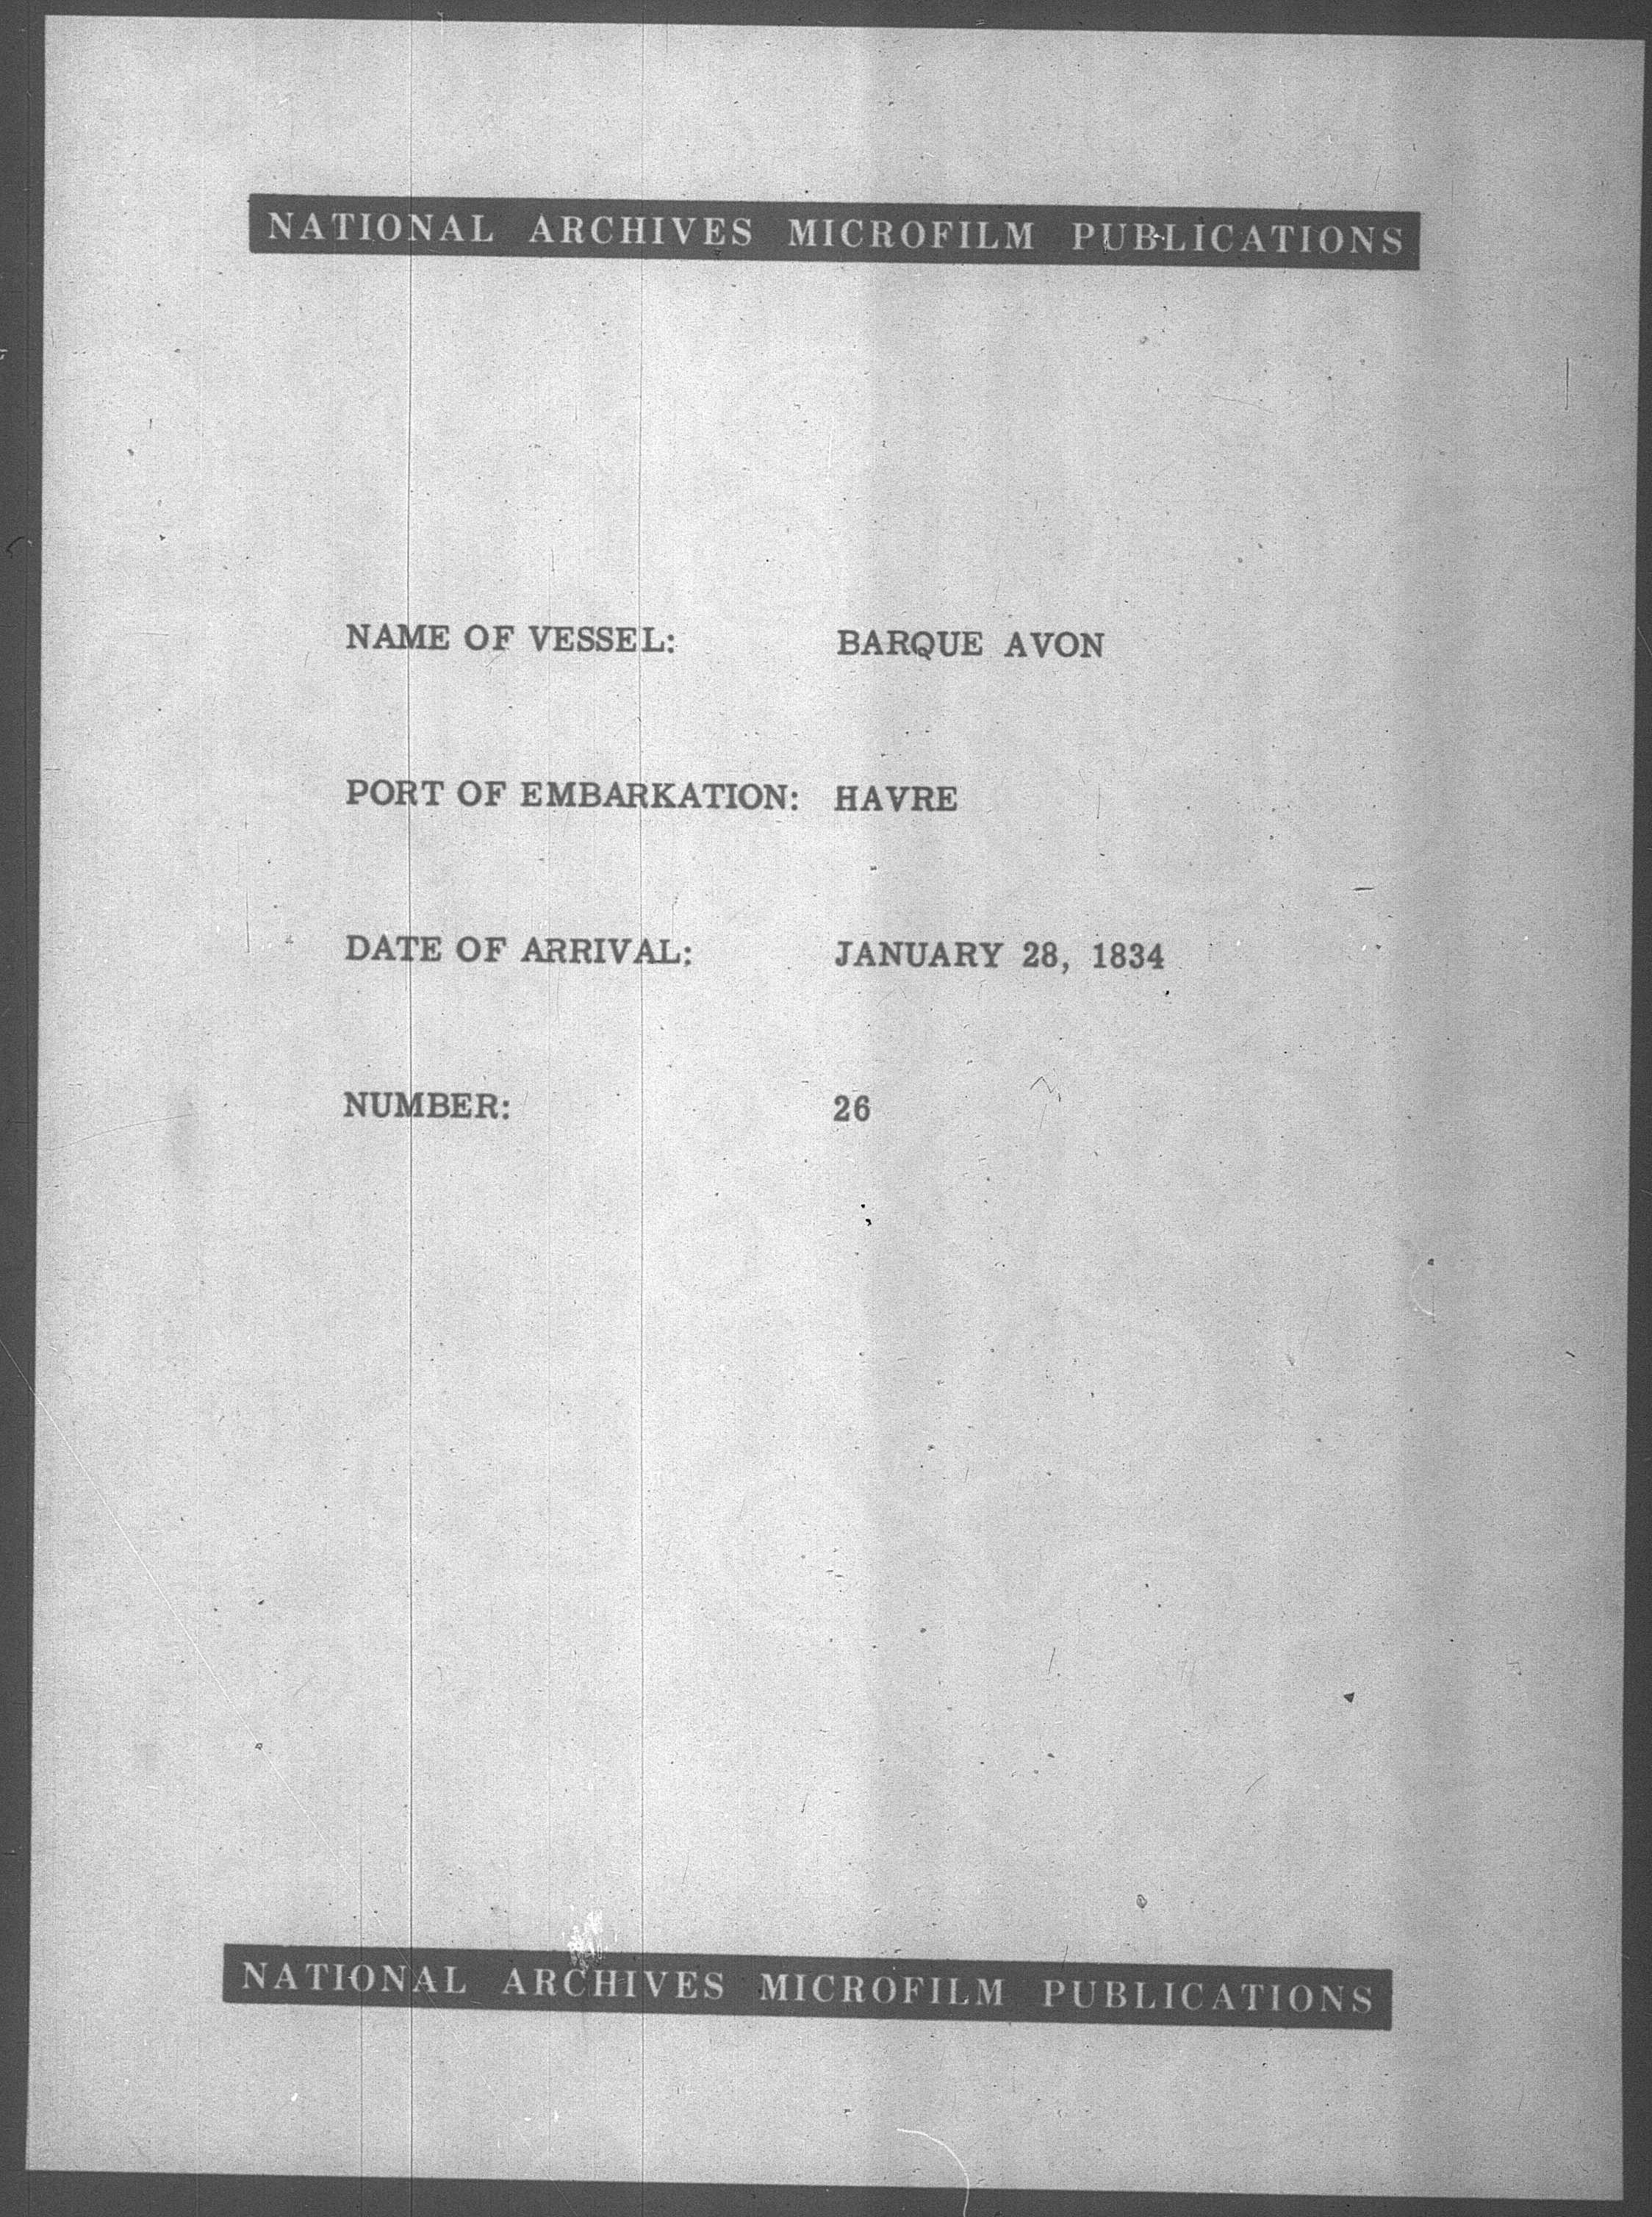 NATIONAL ARCHIVES MICROFILM PUBLICATIONS
NAME OF VESSEL: BARQUE AVON
PORT OF EMBARKATION: HAVRE
DATE OF ARRIVAL: JANUARY 28, 1834
NUMBER: 26
NATIONAL ARCHIVES MICROFILM PUBLICATIONS